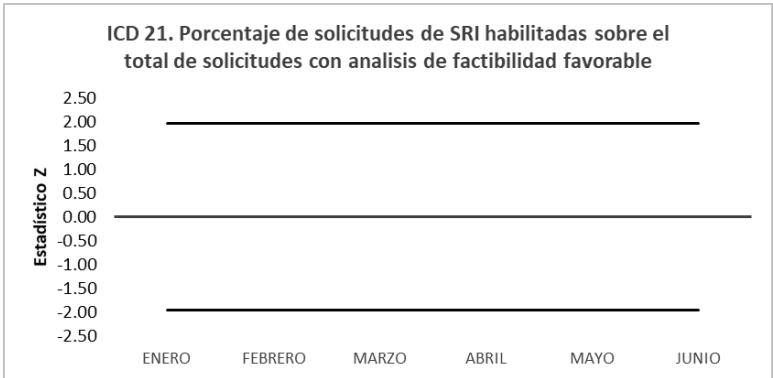 ICD 21. Porcentaje de solicitudes de SRI habilitadas sobre el
total de solicitudes con analisis de factibilidad favorable
Estadístico Z
2.50
2.00
1.50
1.00
0.50
0.00
-0.50
-1.00
-1.50
-2.00
-2.50
ENERO FEBRERO MARZO ABRIL MAYO JUNIO